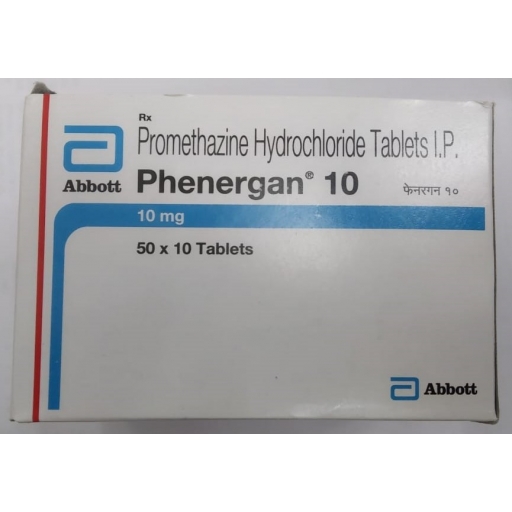 Rx
Promethazine Hydrochloride Tablets I.P.
Abbott
Phenergan® 10
फेनरगन १०
10 mg
50 x 10 Tablets
Abbott